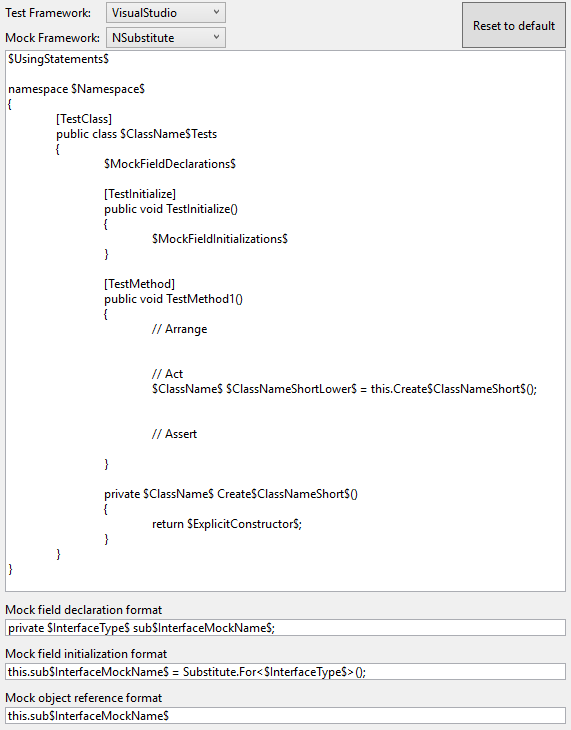 Test Framework: VisualStudio
Mock Framework: NSubstitute
Reset to default
$UsingStatements$
namespace $Namespace$
{
[TestClass]
public class $ClassName$Tests
{
$MockFieldDeclarations$
[TestInitialize]
public void TestInitialize()
{
$MockFieldInitializations$
}
[TestMethod]
public void TestMethod1()
{
// Arrange
// Act
$ClassName$ $ClassNameShortLower$ = this.Create$ClassNameShort$();
// Assert
}
private $ClassName$ Create$ClassNameShort$()
{
return $ExplicitConstructor$;
}
}
}
Mock field declaration format
private $InterfaceType$ sub$InterfaceMockName$;
Mock field initialization format
this.sub$InterfaceMockName$ = Substitute.For<$InterfaceType$>();
Mock object reference format
this.sub$InterfaceMockName$